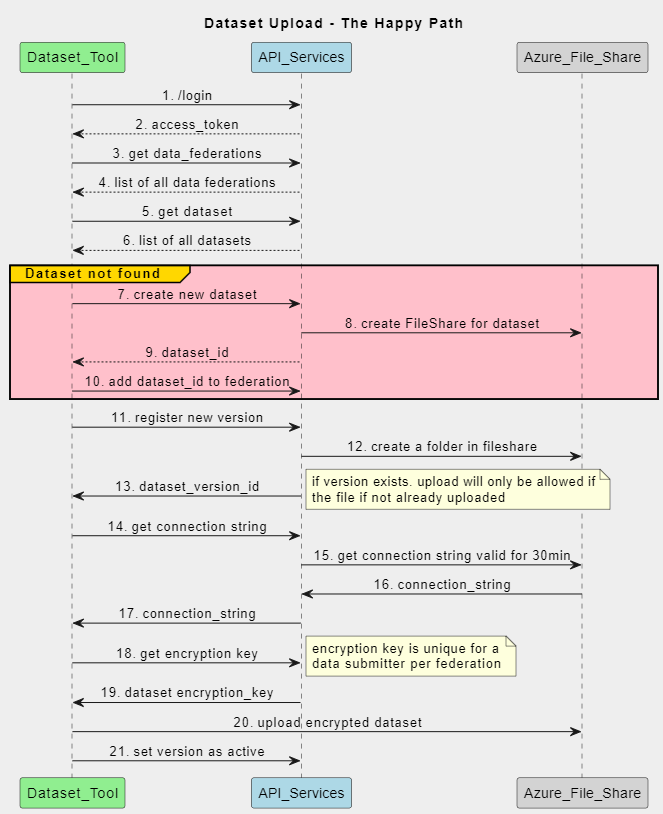 Dataset Upload - The Happy Path
Dataset_Tool
API_Services
Azure_File_Share
1. /login
2. access_token
3. get data_federations
4. list of all data federations
5. get dataset
6. list of all datasets
Dataset not found
7. create new dataset
8. create FileShare for dataset
9. dataset_id
10. add dataset_id to federation
11. register new version
12. create a folder in fileshare
if version exists. upload will only be allowed if
the file if not already uploaded
13. dataset_version_id
14. get connection string
15. get connection string valid for 30min
16. connection_string
17. connection_string
encryption key is unique for a
data submitter per federation
18. get encryption key
19. dataset encryption_key
20. upload encrypted dataset
21. set version as active
Dataset_Tool
API_Services
Azure_File_Share